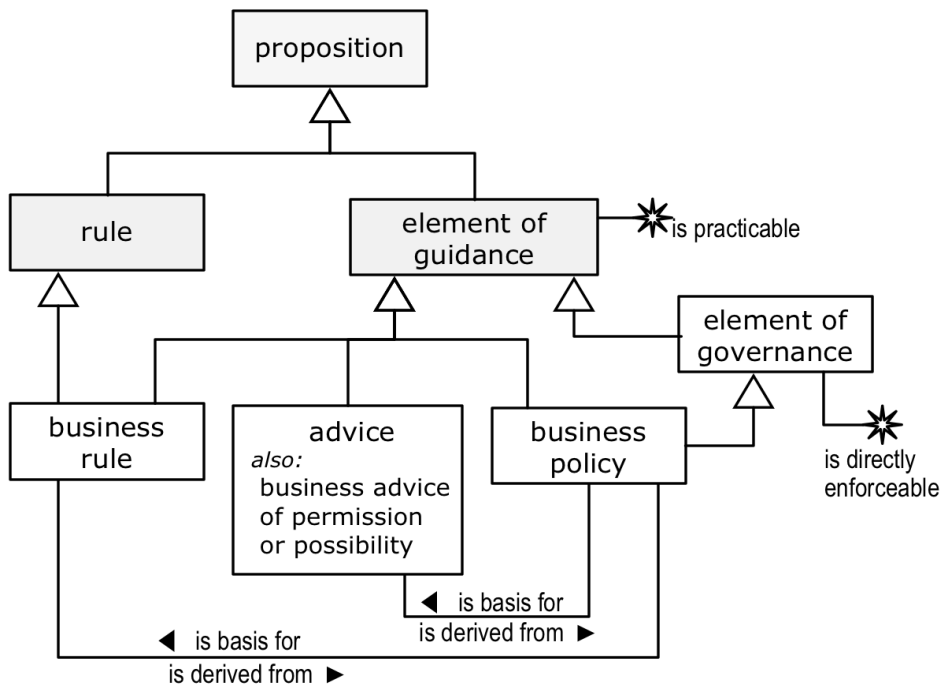 proposition
rule
element of
guidance
is practicable
element of
governance
business
rule
advice
also:
business advice
of permission
or possibility
business
policy
is directly
enforceable
◀ is basis for
is derived from ▶
◀ is basis for
is derived from ▶